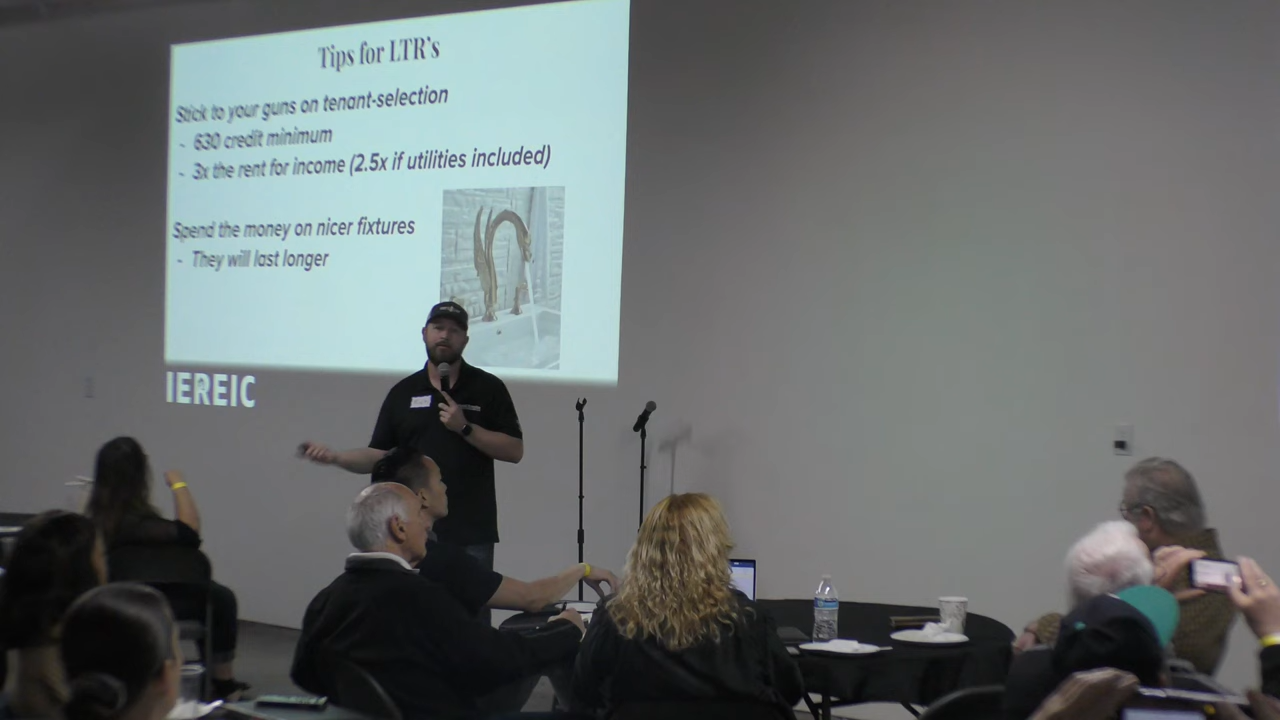 Tips for LTR's
Stick to your guns on tenant-selection
- 630 credit minimum
- 3x the rent for income (2.5x if utilities included)
Spend the money on nicer fixtures
- They will last longer
IEREIC